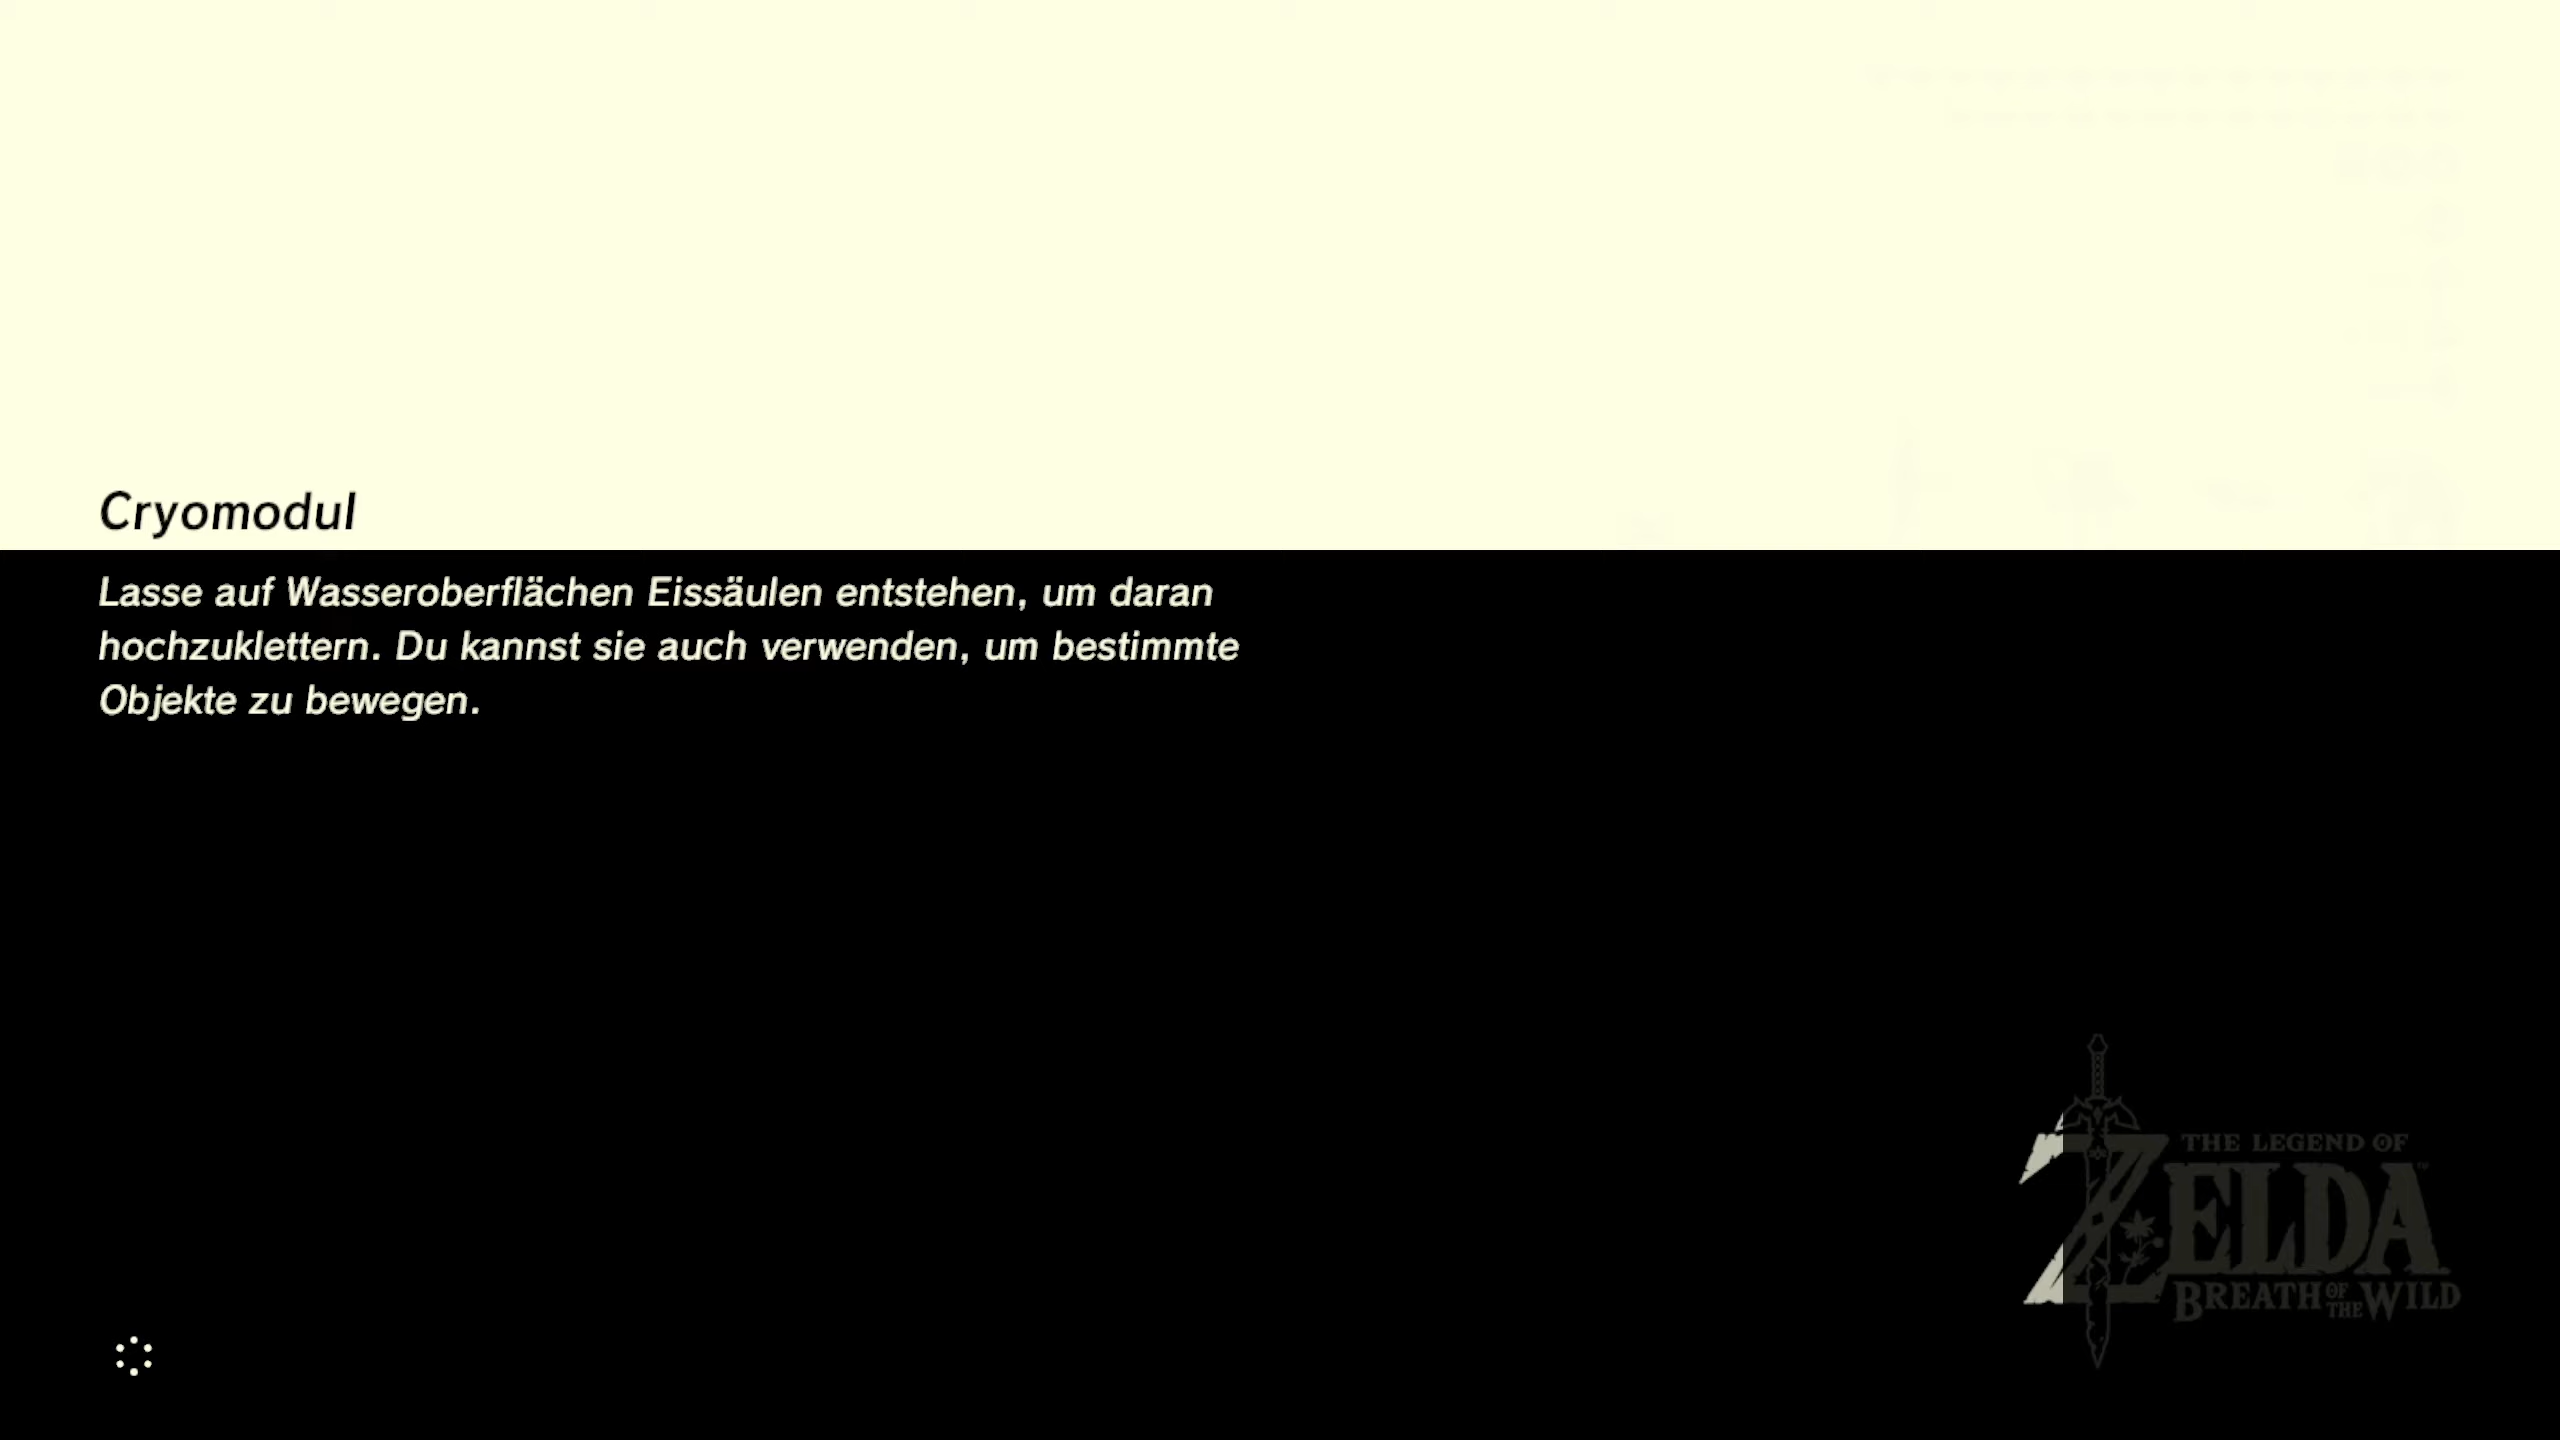 Cryomodul
Lasse auf Wasseroberflächen Eissäulen entstehen, um daran
hochzuklettern. Du kannst sie auch verwenden, um bestimmte
Objekte zu bewegen.
THE LEGEND OF
ZELDA
BREATH OF THE WILD